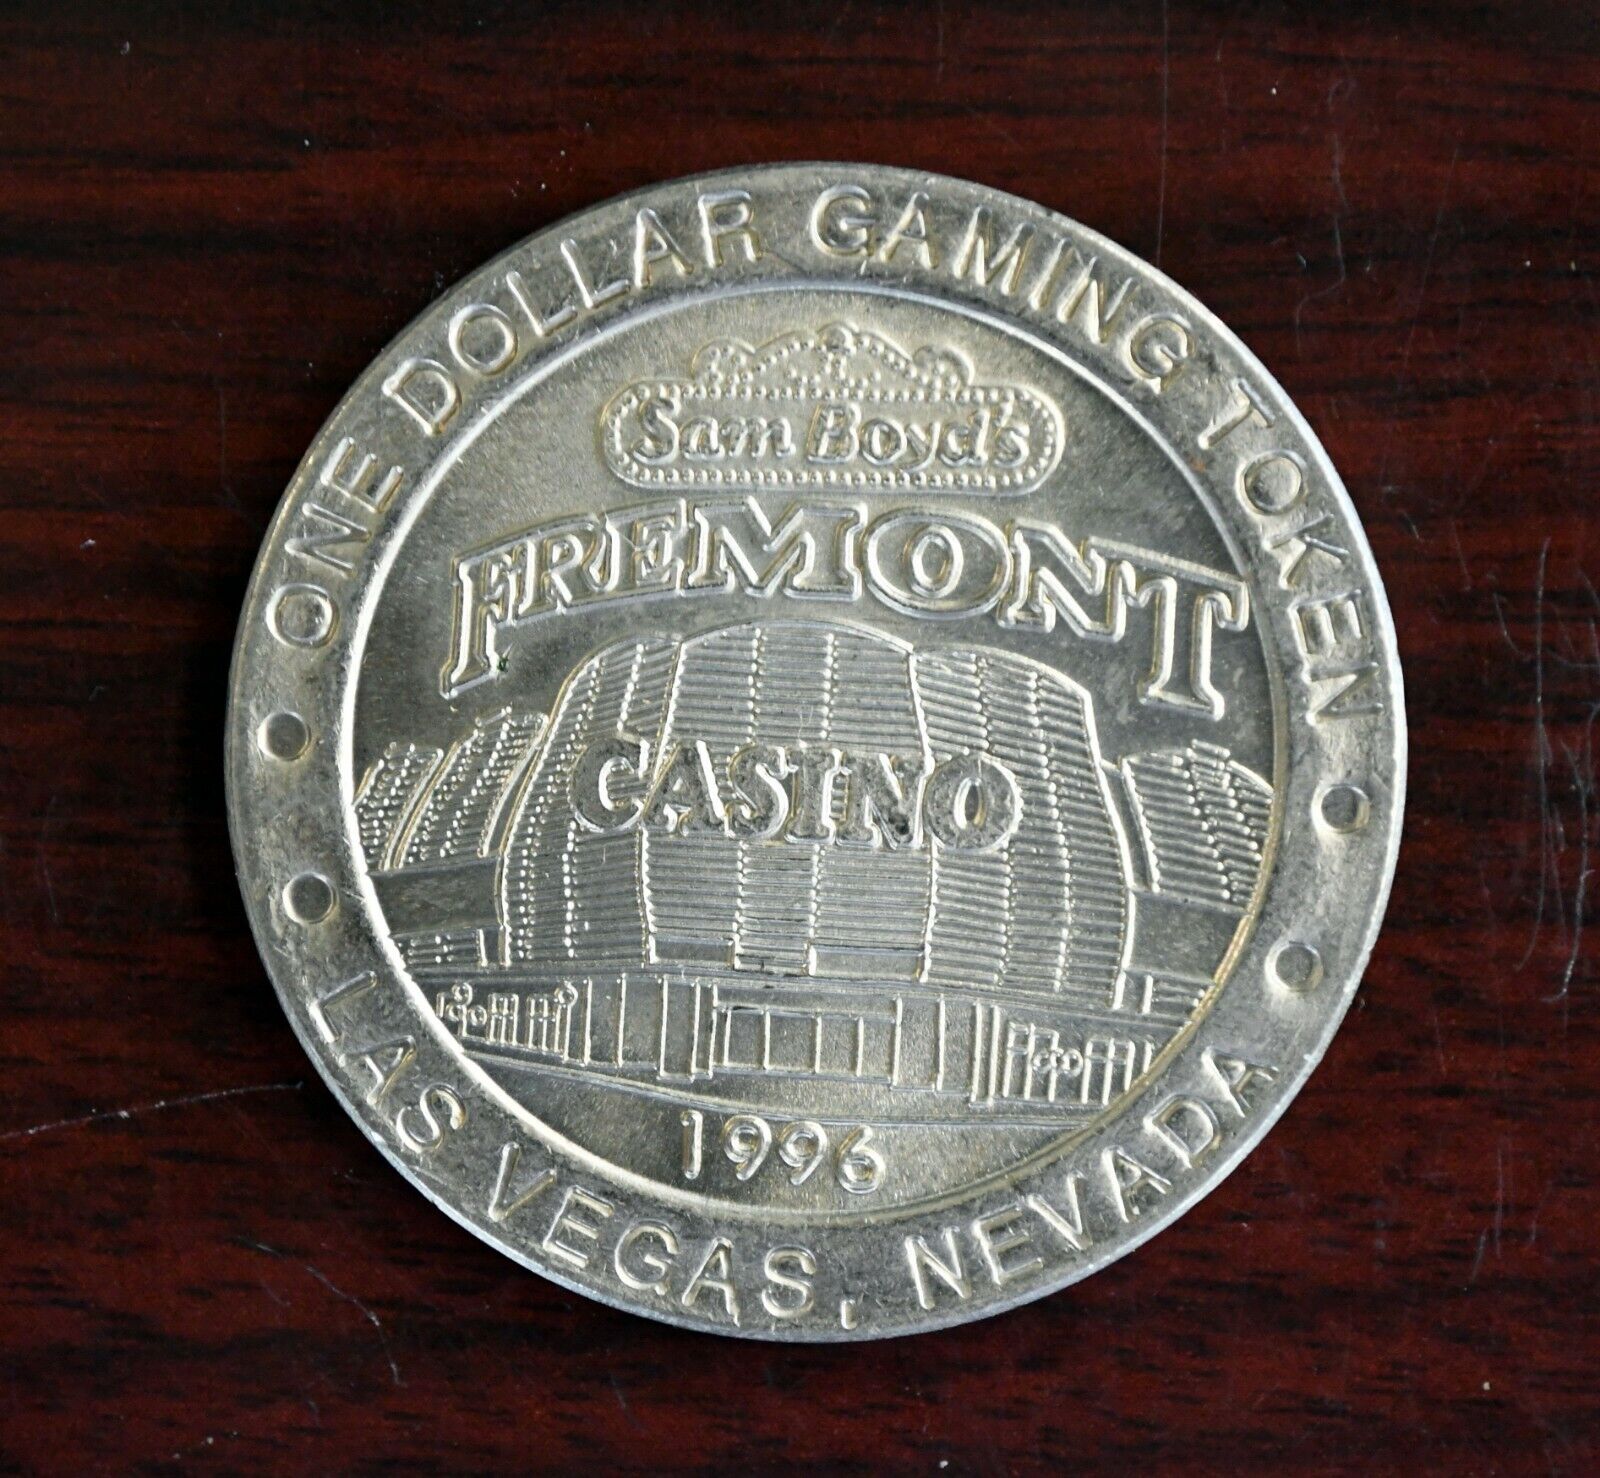 ONE DOLLAR GAMING TOKEN
Sam Boyd's
FREMONT
CASINO
1996
LAS VEGAS, NEVADA